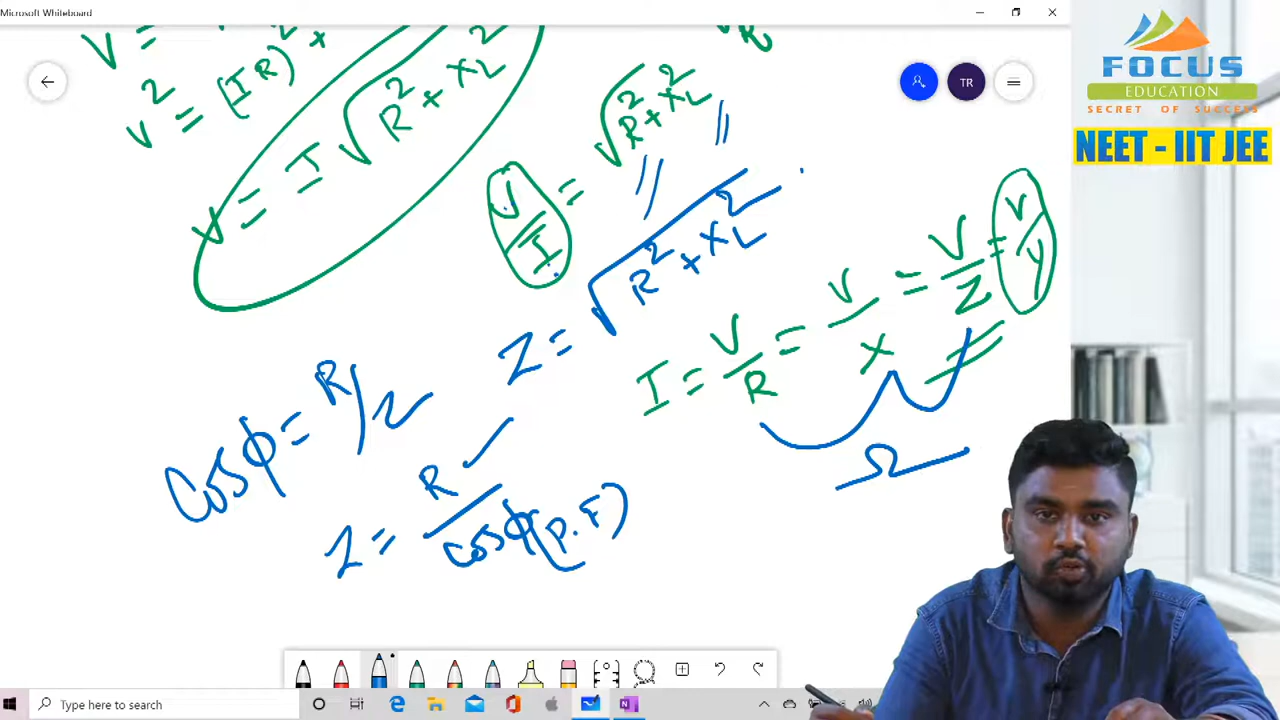 Microsoft Whiteboard
V =
V² = (IR)² +
V = I √R² + XL²
V/I = √R² + XL²
Z = √R² + XL²
I = V/R = V/X = V/Z = V/Y
Ω
Cosφ = R/Z
Z = R/Cosφ (P.F)
TR
FOCUS
EDUCATION
SECRET OF SUCCESS
NEET - IIT JEE
Type here to search